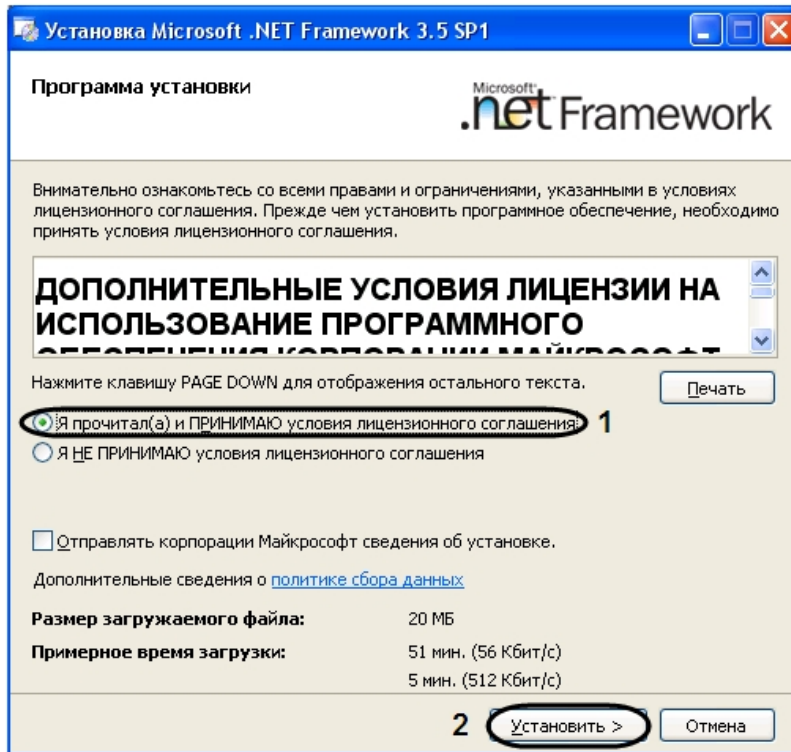 Установка Microsoft .NET Framework 3.5 SP1
Программа установки
Microsoft
.net Framework
Внимательно ознакомьтесь со всеми правами и ограничениями, указанными в условиях
лицензионного соглашения. Прежде чем установить программное обеспечение, необходимо
принять условия лицензионного соглашения.
ДОПОЛНИТЕЛЬНЫЕ УСЛОВИЯ ЛИЦЕНЗИИ НА
ИСПОЛЬЗОВАНИЕ ПРОГРАММНОГО
ОБЕСПЕЧЕНИЯ КОРПОРАЦИИ МАЙКРОСОФТ
Нажмите клавишу PAGE DOWN для отображения остального текста.
Печать
Я прочитал(а) и ПРИНИМАЮ условия лицензионного соглашения 1
Я НЕ ПРИНИМАЮ условия лицензионного соглашения
Отправлять корпорации Майкрософт сведения об установке.
Дополнительные сведения о политике сбора данных
Размер загружаемого файла: 20 МБ
Примерное время загрузки: 51 мин. (56 Кбит/с)
5 мин. (512 Кбит/с)
2 Установить > Отмена